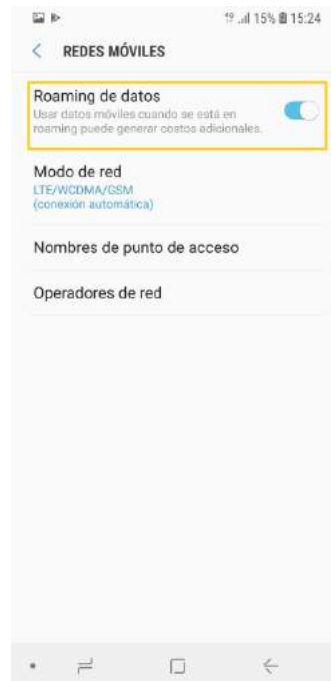 15% 15:24
REDES MÓVILES
Roaming de datos
Usar datos móviles cuando se está en
roaming puede generar costos adicionales.
Modo de red
LTE/WCDMA/GSM
(conexión automática)
Nombres de punto de acceso
Operadores de red